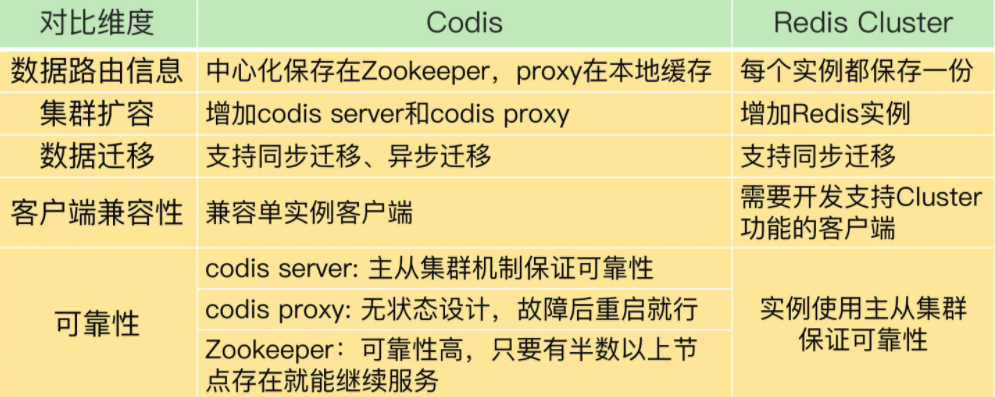 对比维度 Codis Redis Cluster
数据路由信息 中心化保存在Zookeeper，proxy在本地缓存 每个实例都保存一份
集群扩容 增加codis server和codis proxy 增加Redis实例
数据迁移 支持同步迁移、异步迁移 支持同步迁移
客户端兼容性 兼容单实例客户端 需要开发支持Cluster
功能的客户端
可靠性
codis server: 主从集群机制保证可靠性
codis proxy: 无状态设计，故障后重启就行
Zookeeper：可靠性高，只要有半数以上节
点存在就能继续服务
实例使用主从集群
保证可靠性